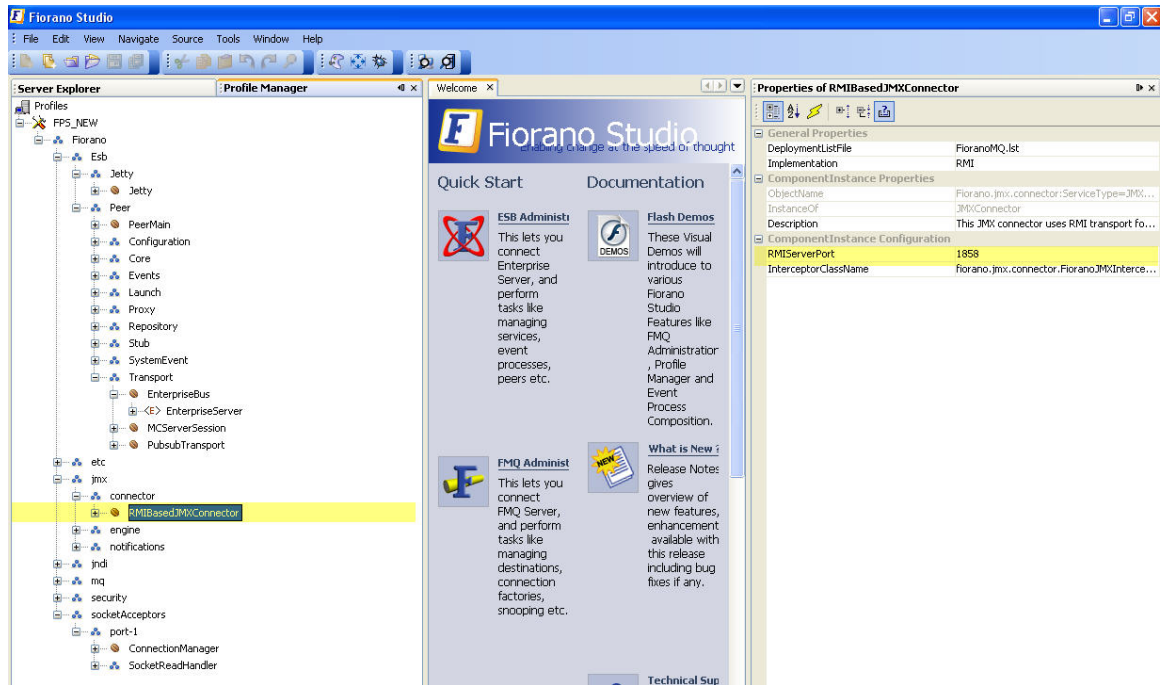 Fiorano Studio
File Edit View Navigate Source Tools Window Help
Server Explorer
Profile Manager
Profiles
FPS_NEW
Fiorano
Esb
Jetty
Jetty
Peer
PeerMain
Configuration
Core
Events
Launch
Proxy
Repository
Stub
SystemEvent
Transport
EnterpriseBus
<E> EnterpriseServer
MCServerSession
PubsubTransport
etc
jmx
connector
RMIBasedJMXConnector
engine
notifications
jndi
mq
security
socketAcceptors
port-1
ConnectionManager
SocketReadHandler
Welcome
Fiorano Studio
Enabling change at the speed of thought
Quick Start
ESB Administ
This lets you
connect
Enterprise
Server, and
perform
tasks like
managing
services,
event
processes,
peers etc.
FMQ Administ
This lets you
connect
FMQ Server,
and perform
tasks like
managing
destinations,
connection
factories,
snooping etc.
Documentation
DEMOS
Flash Demos
These Visual
Demos will
introduce to
various
Fiorano
Studio
Features like
FMQ
Administration
, Profile
Manager and
Event
Process
Composition.
NEW
What is New ?
Release Notes
gives
overview of
new features,
enhancement
available with
this release
including bug
fixes if any.
Technical Sup
Properties of RMIBasedJMXConnector
General Properties
DeploymentListFile FioranoMQ.lst
Implementation RMI
ComponentInstance Properties
ObjectName Fiorano.jmx.connector:ServiceType=JMX...
InstanceOf JMXConnector
Description This JMX connector uses RMI transport fo...
ComponentInstance Configuration
RMIServerPort 1858
InterceptorClassName fiorano.jmx.connector.FioranoJMXInterce...